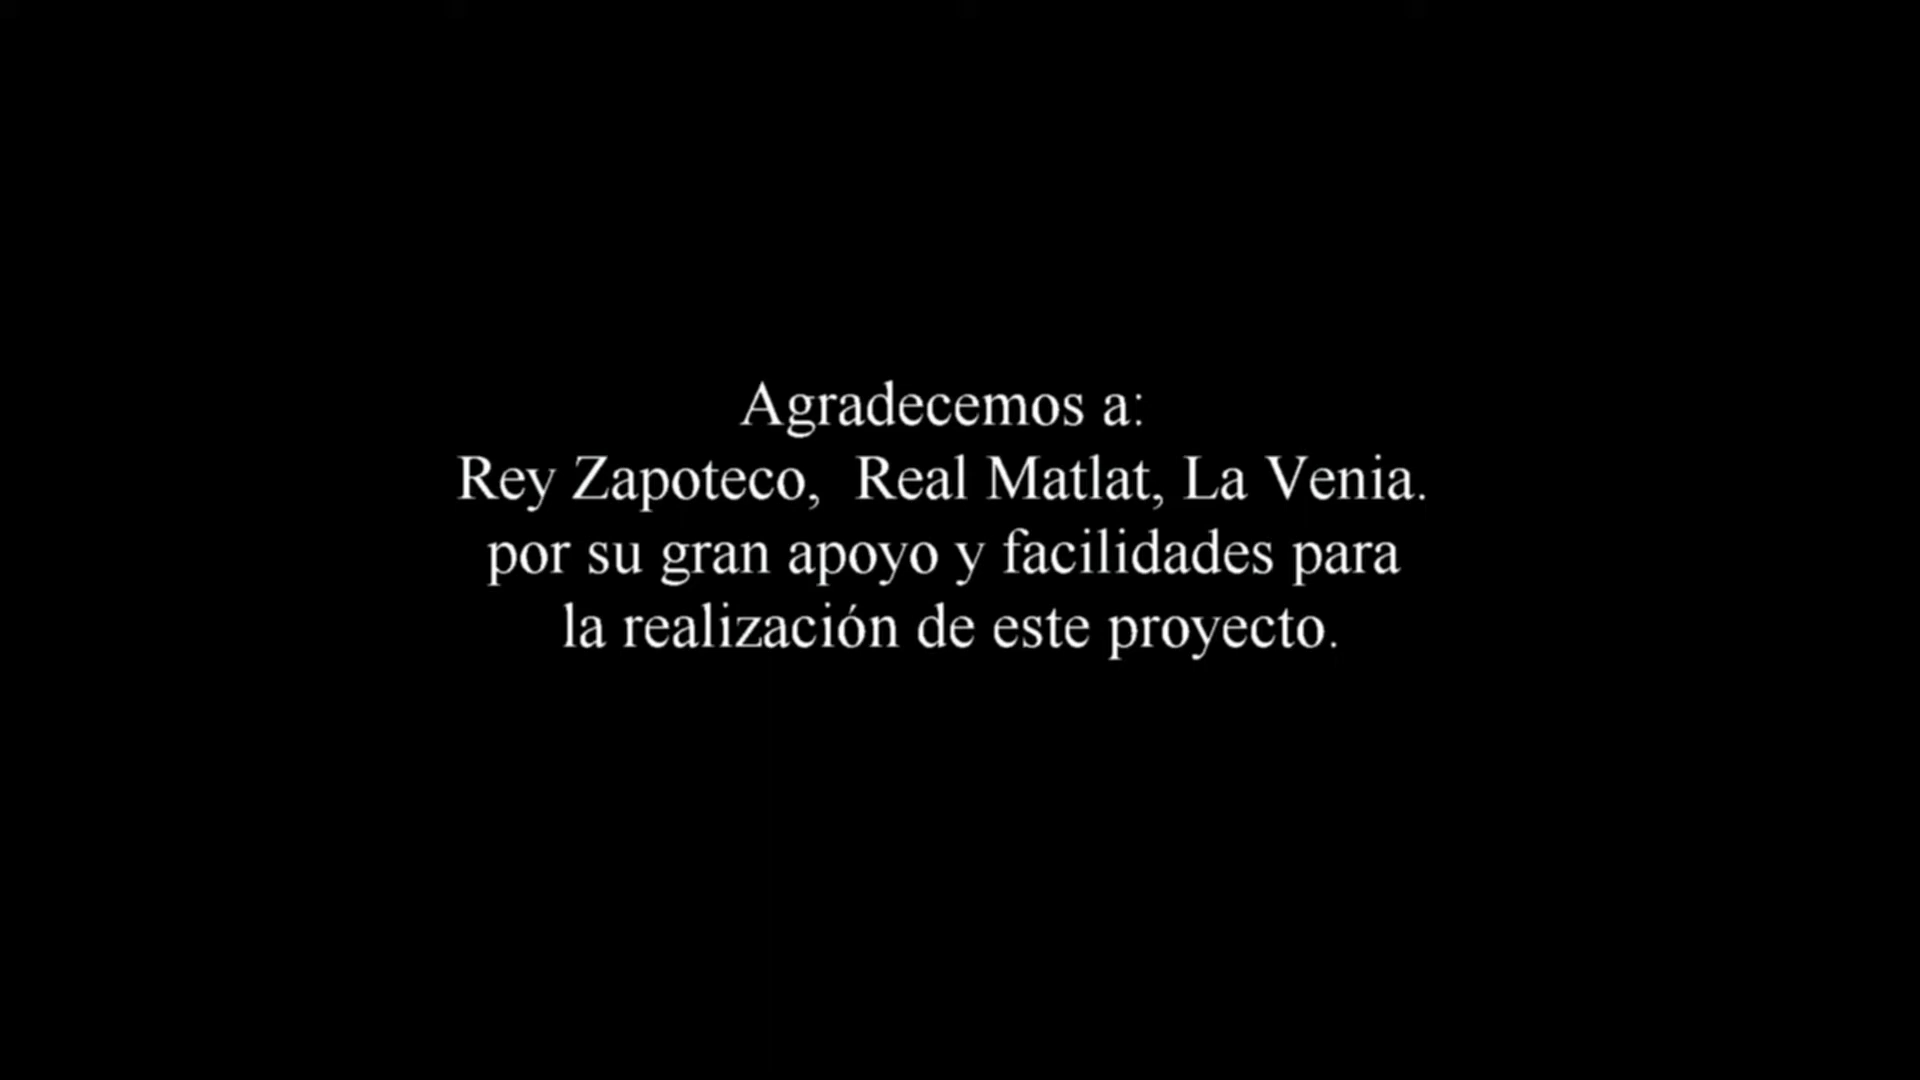 Agradecemos a:
Rey Zapoteco,  Real Matlat, La Venia.
por su gran apoyo y facilidades para
la realización de este proyecto.